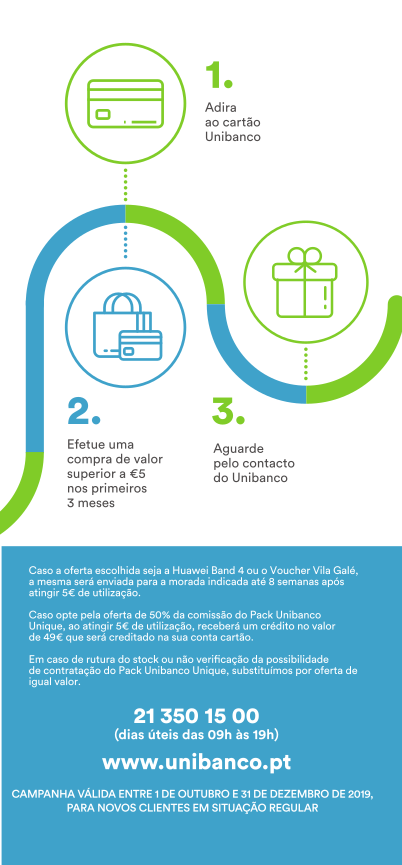 1.
Adira
ao cartão
Unibanco
2.
Efetue uma
compra de valor
superior a €5
nos primeiros
3 meses
3.
Aguarde
pelo contacto
do Unibanco
Caso a oferta escolhida seja a Huawei Band 4 ou o Voucher Vila Galé,
a mesma será enviada para a morada indicada até 8 semanas após
atingir 5€ de utilização.
Caso opte pela oferta de 50% da comissão do Pack Unibanco
Unique, ao atingir 5€ de utilização, receberá um crédito no valor
de 49€ que será creditado na sua conta cartão.
Em caso de rutura do stock ou não verificação da possibilidade
de contratação do Pack Unibanco Unique, substituímos por oferta de
igual valor.
21 350 15 00
(dias úteis das 09h às 19h)
www.unibanco.pt
CAMPANHA VÁLIDA ENTRE 1 DE OUTUBRO E 31 DE DEZEMBRO DE 2019,
PARA NOVOS CLIENTES EM SITUAÇÃO REGULAR